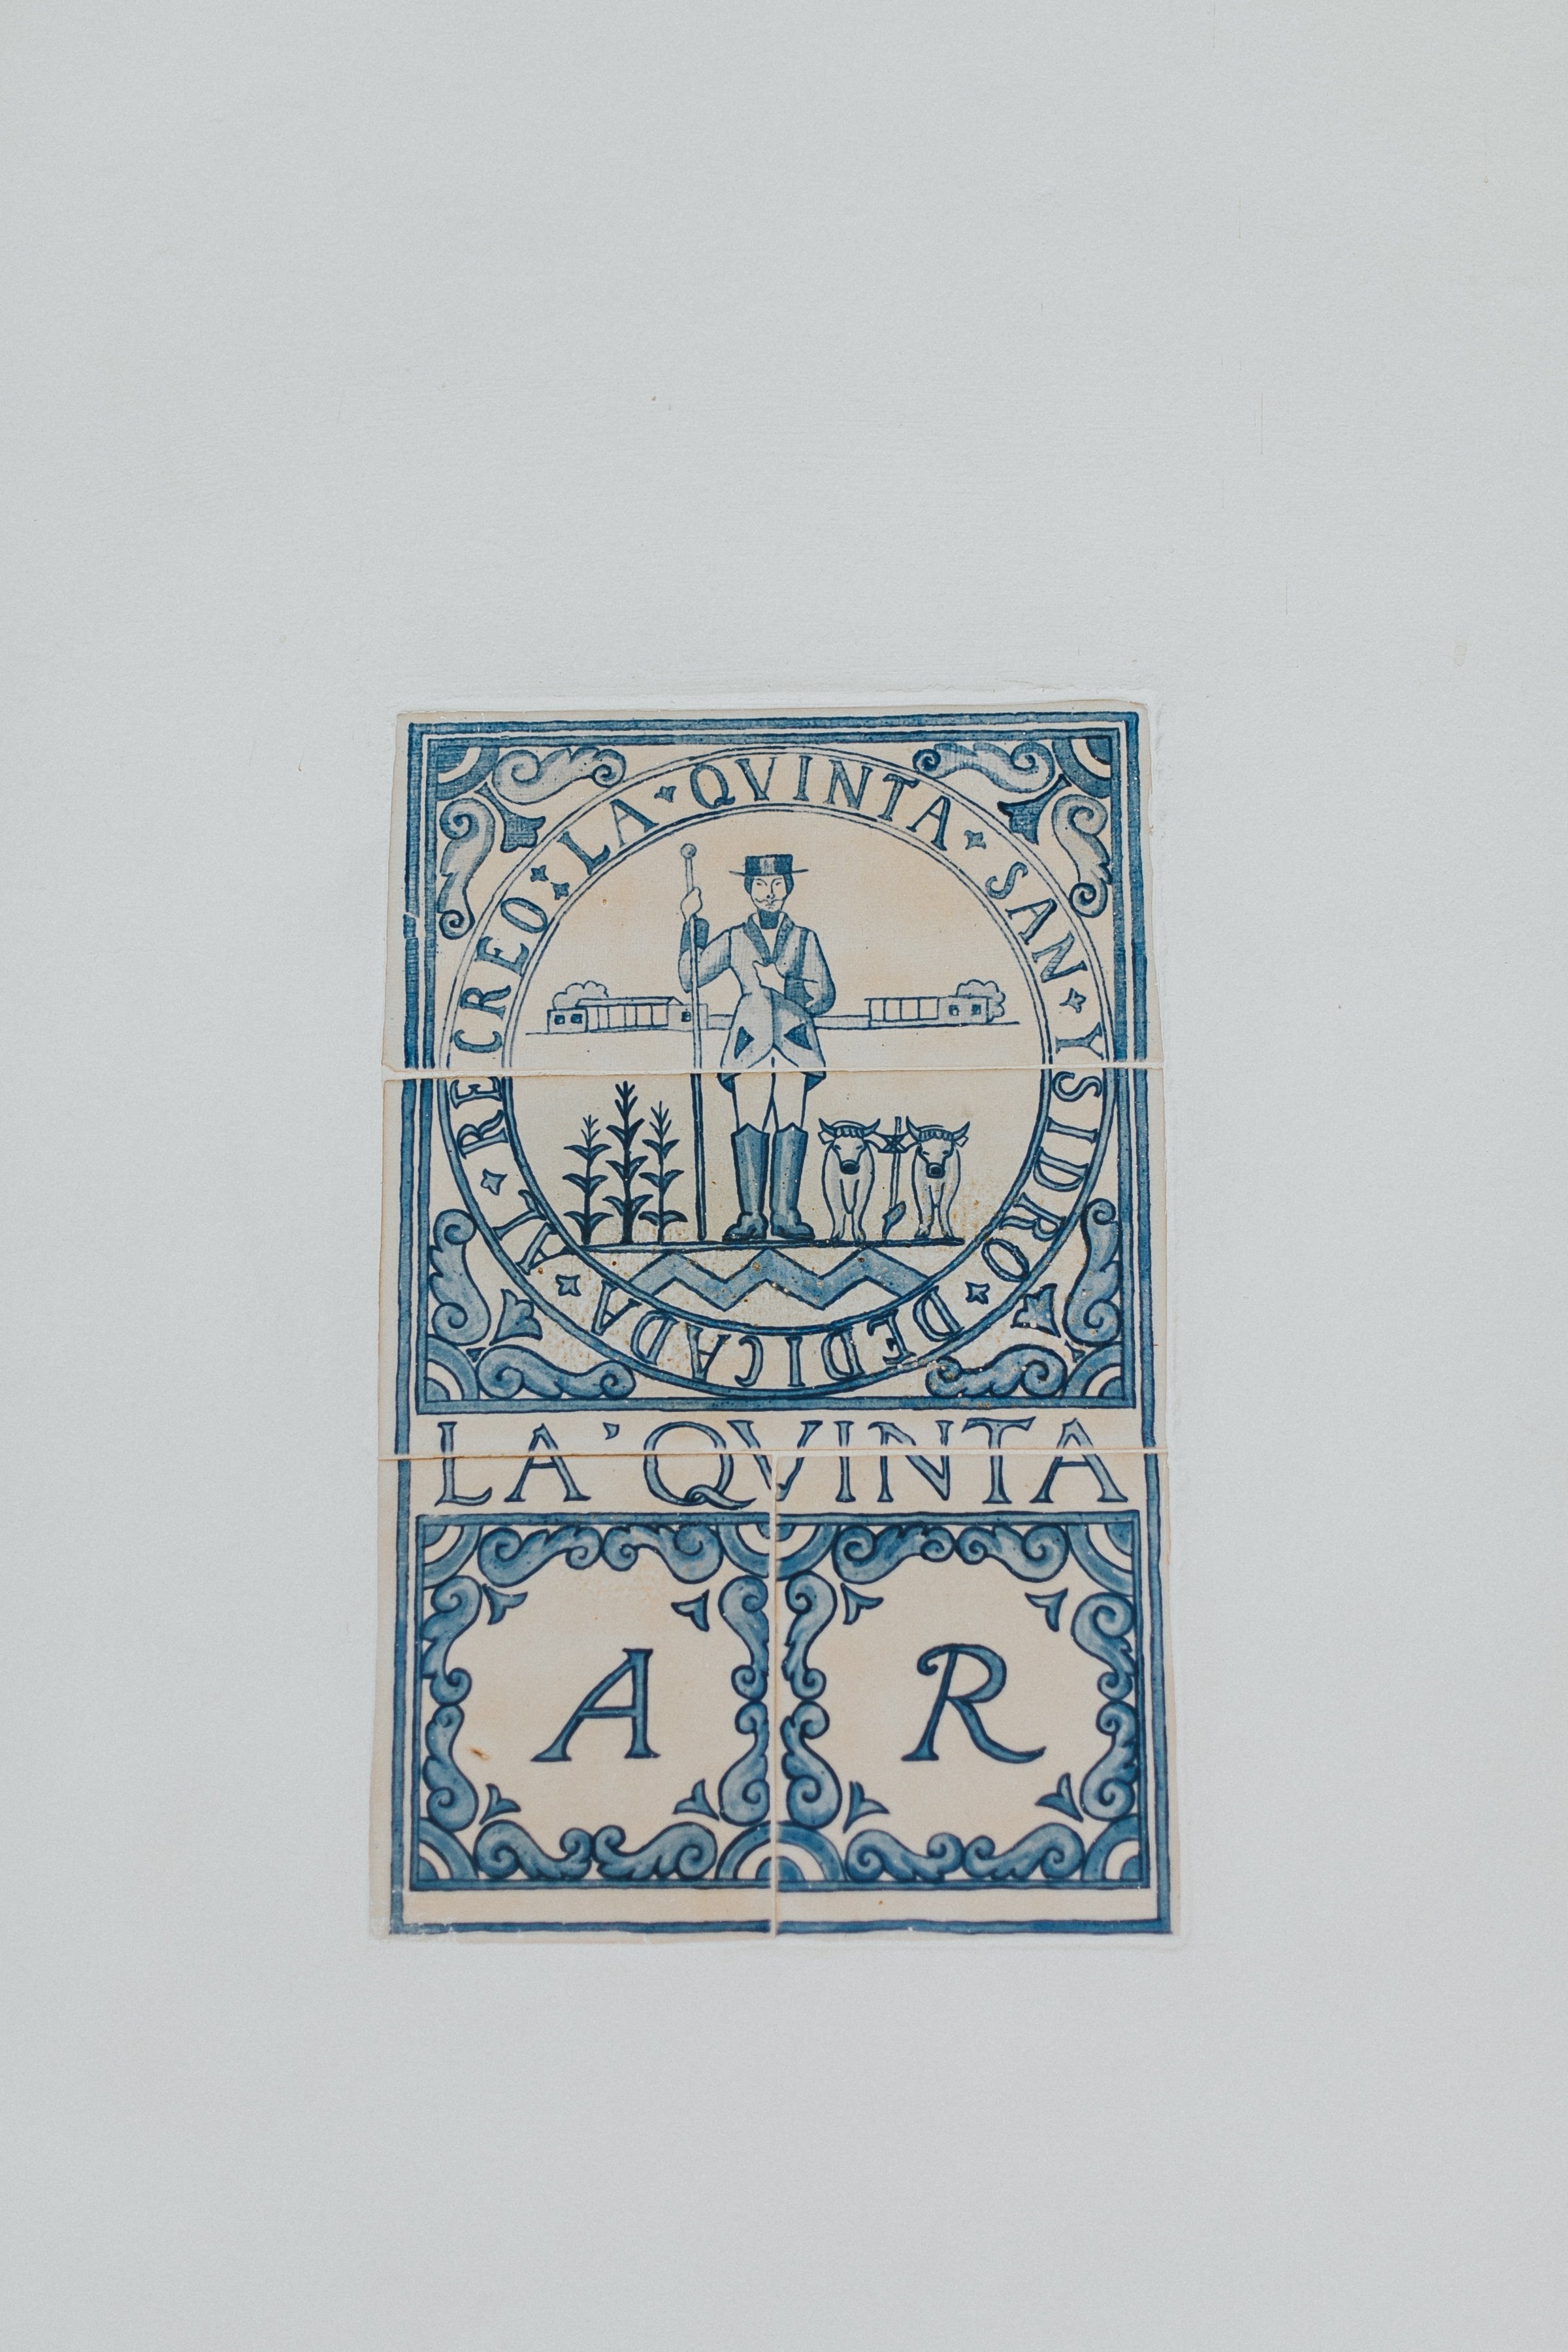 LA · QVINTA · SAN · YSIDRO · DEDICADA · AL · RECREO :
LA'QVINTA
A R